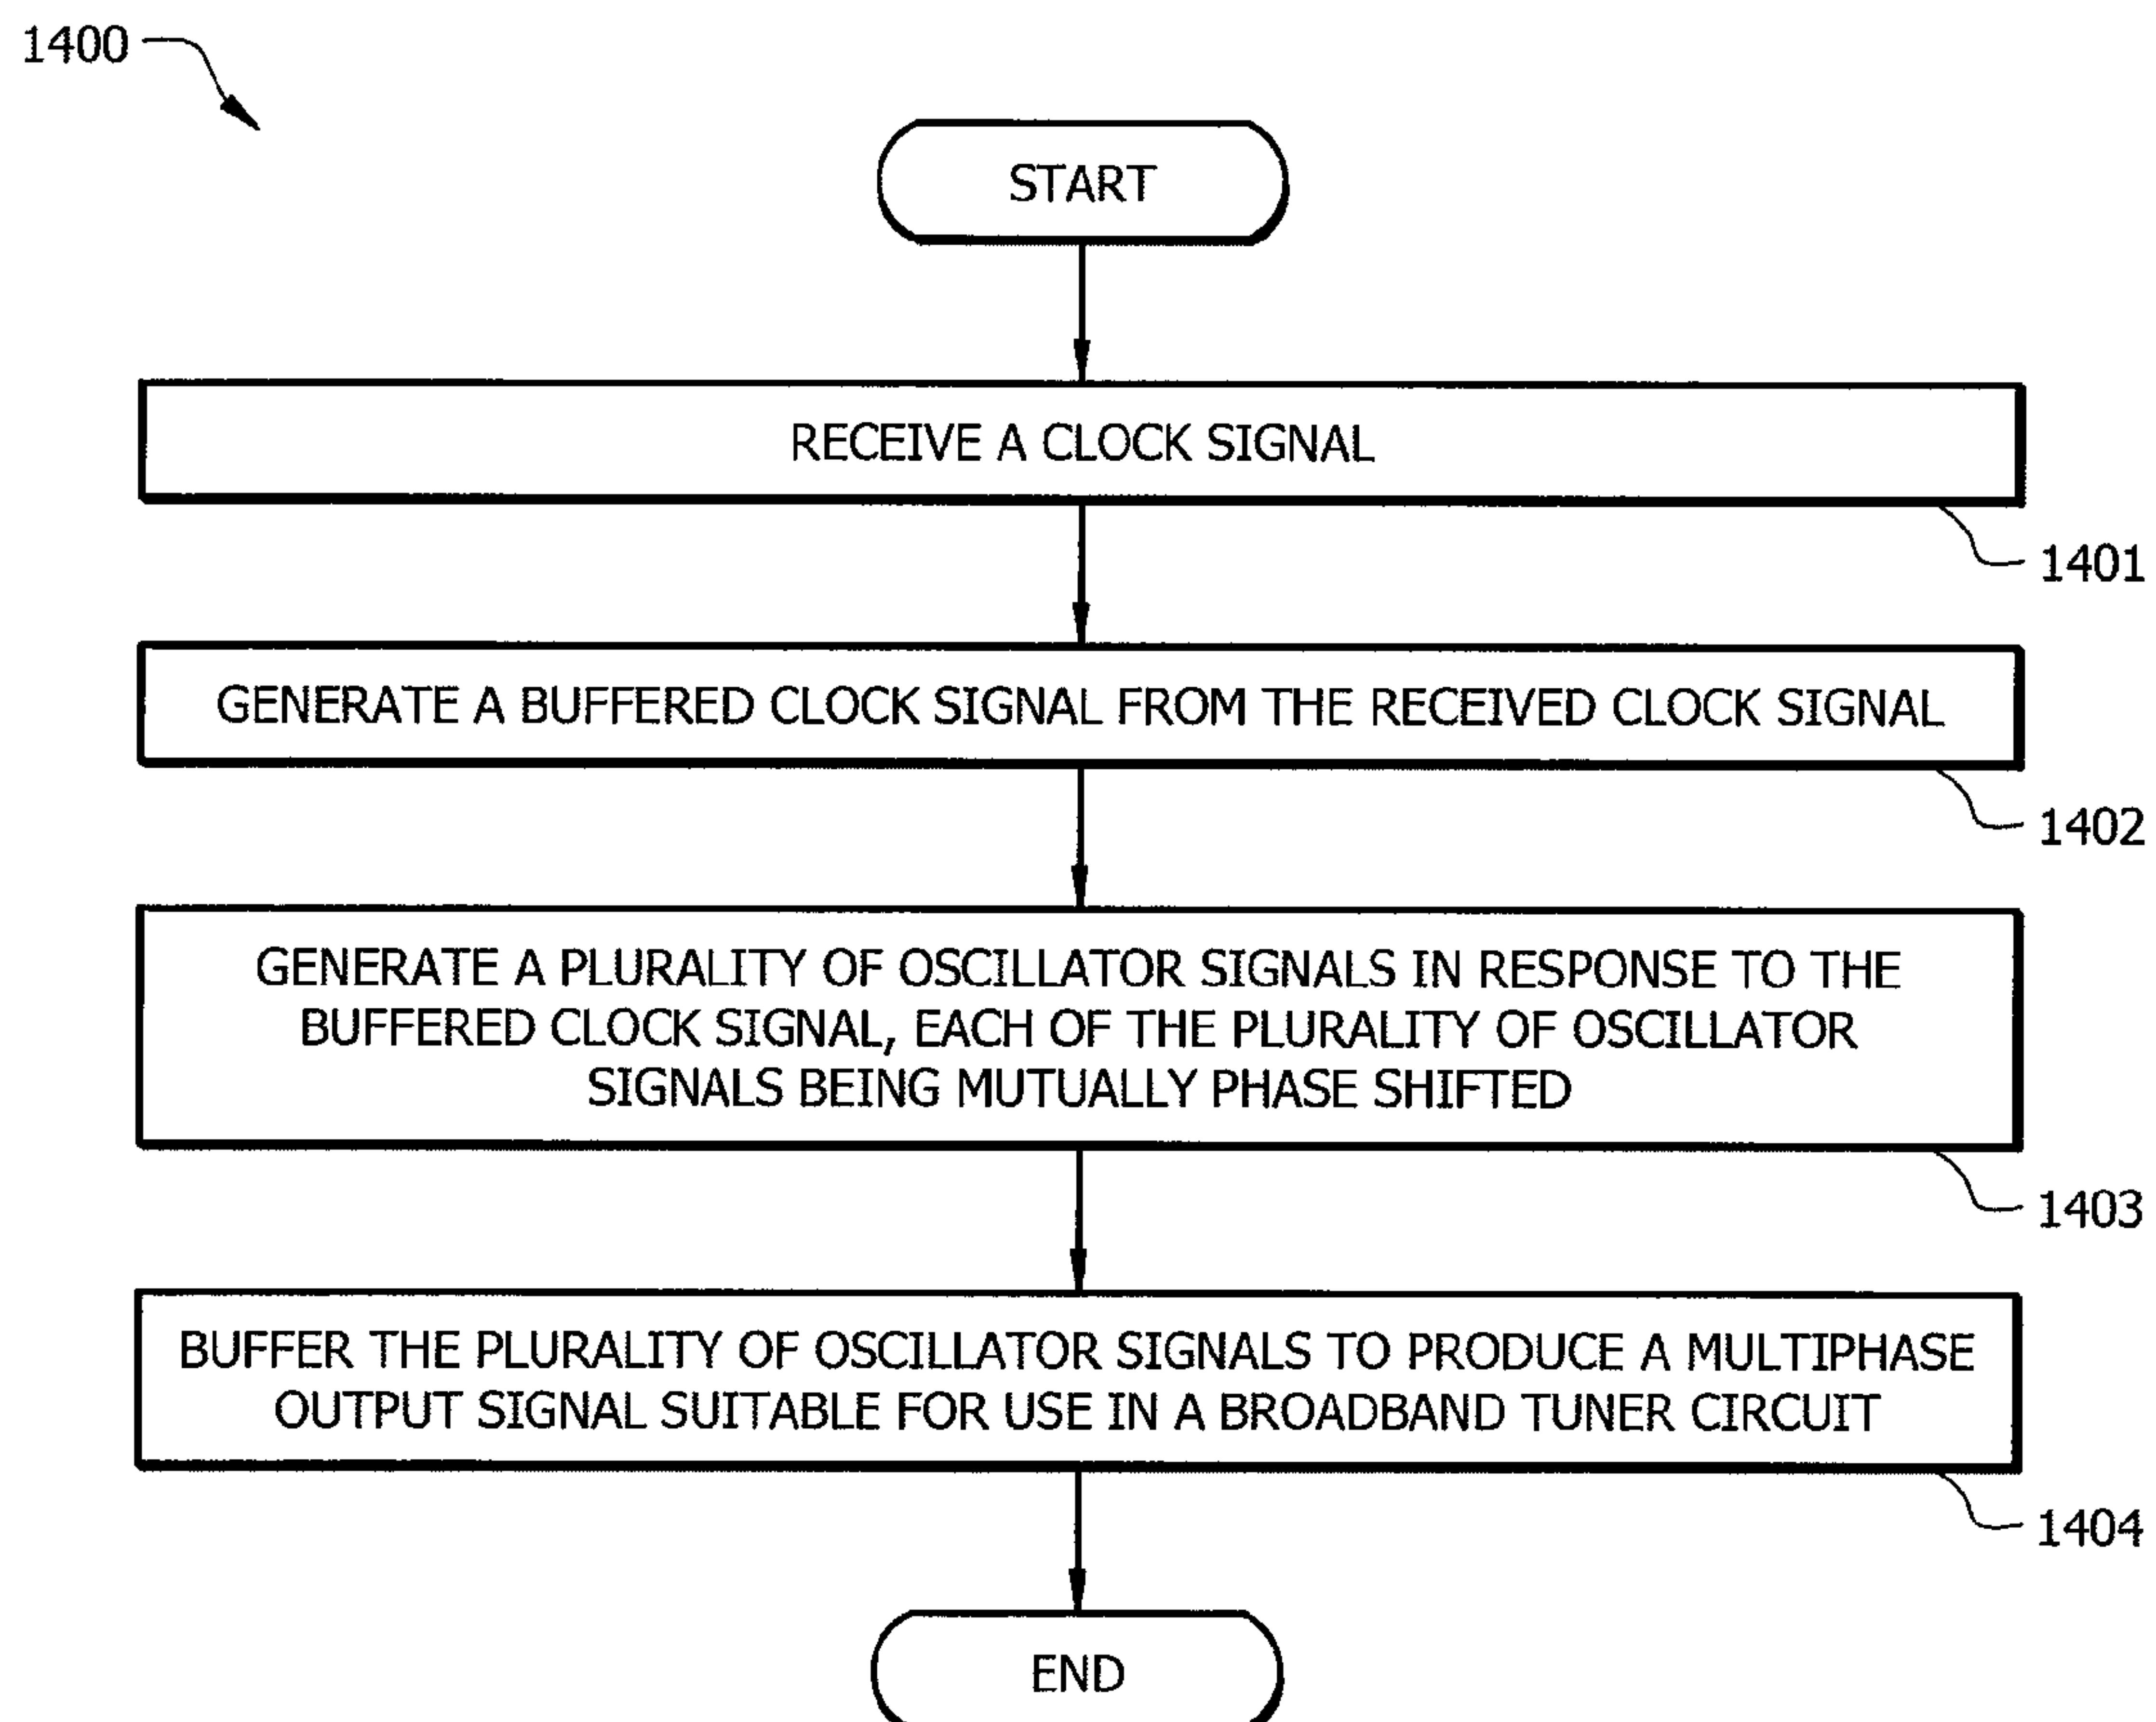 1400
START
RECEIVE A CLOCK SIGNAL
1401
GENERATE A BUFFERED CLOCK SIGNAL FROM THE RECEIVED CLOCK SIGNAL
1402
GENERATE A PLURALITY OF OSCILLATOR SIGNALS IN RESPONSE TO THE
BUFFERED CLOCK SIGNAL, EACH OF THE PLURALITY OF OSCILLATOR
SIGNALS BEING MUTUALLY PHASE SHIFTED
1403
BUFFER THE PLURALITY OF OSCILLATOR SIGNALS TO PRODUCE A MULTIPHASE
OUTPUT SIGNAL SUITABLE FOR USE IN A BROADBAND TUNER CIRCUIT
1404
END